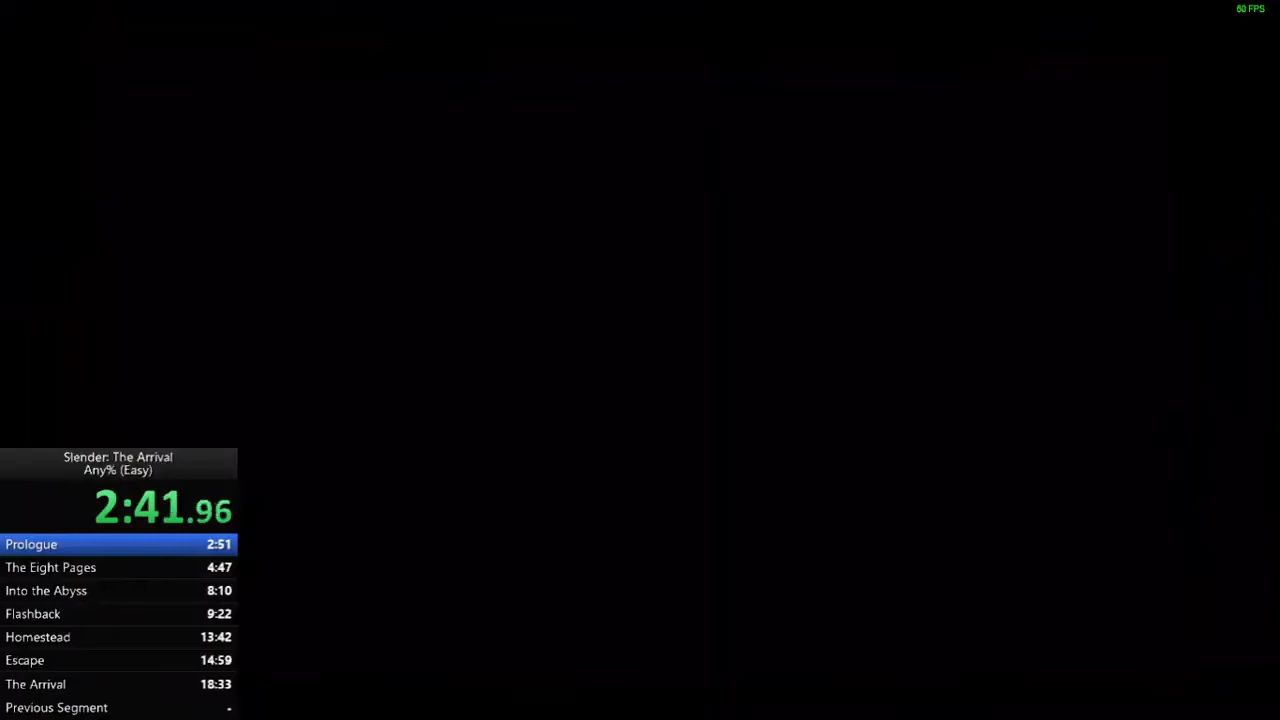 60 FPS
Slender: The Arrival
Any% (Easy)
2:41.96
Prologue 2:51
The Eight Pages 4:47
Into the Abyss 8:10
Flashback 9:22
Homestead 13:42
Escape 14:59
The Arrival 18:33
Previous Segment -